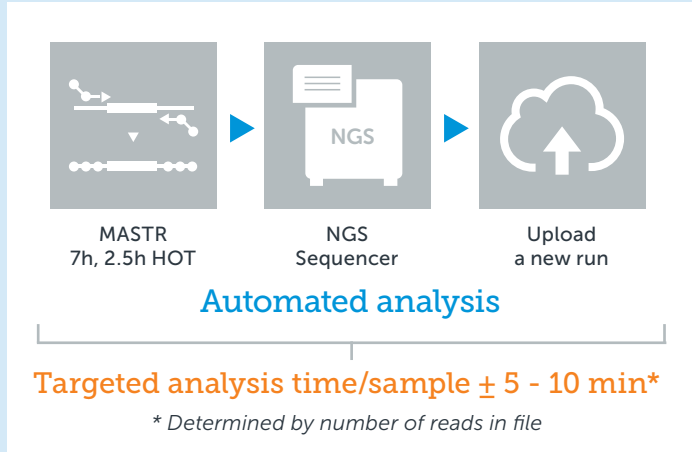 NGS
MASTR
7h, 2.5h HOT
NGS
Sequencer
Upload
a new run
Automated analysis
Targeted analysis time/sample ± 5 - 10 min*
* Determined by number of reads in file